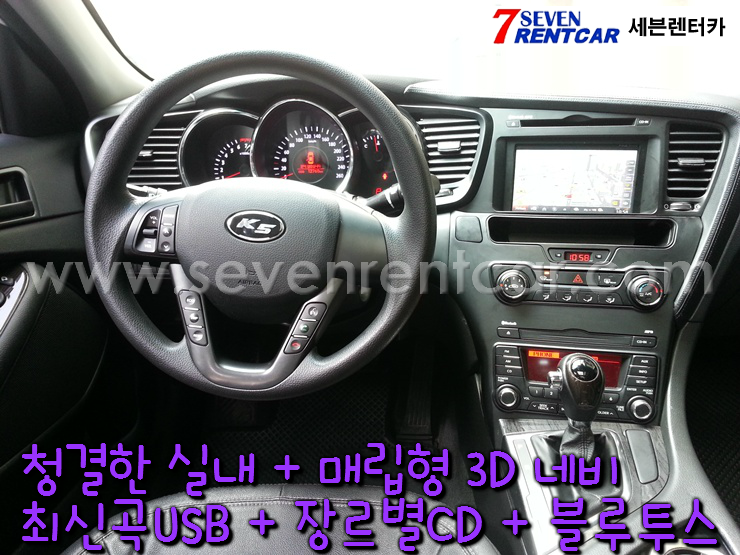 7 SEVEN
RENTCAR 세븐렌터카
K5
10:58
www.sevenrentcar.com
청결한 실내 + 매립형 3D 네비
최신곡USB + 장르별CD + 블루투스